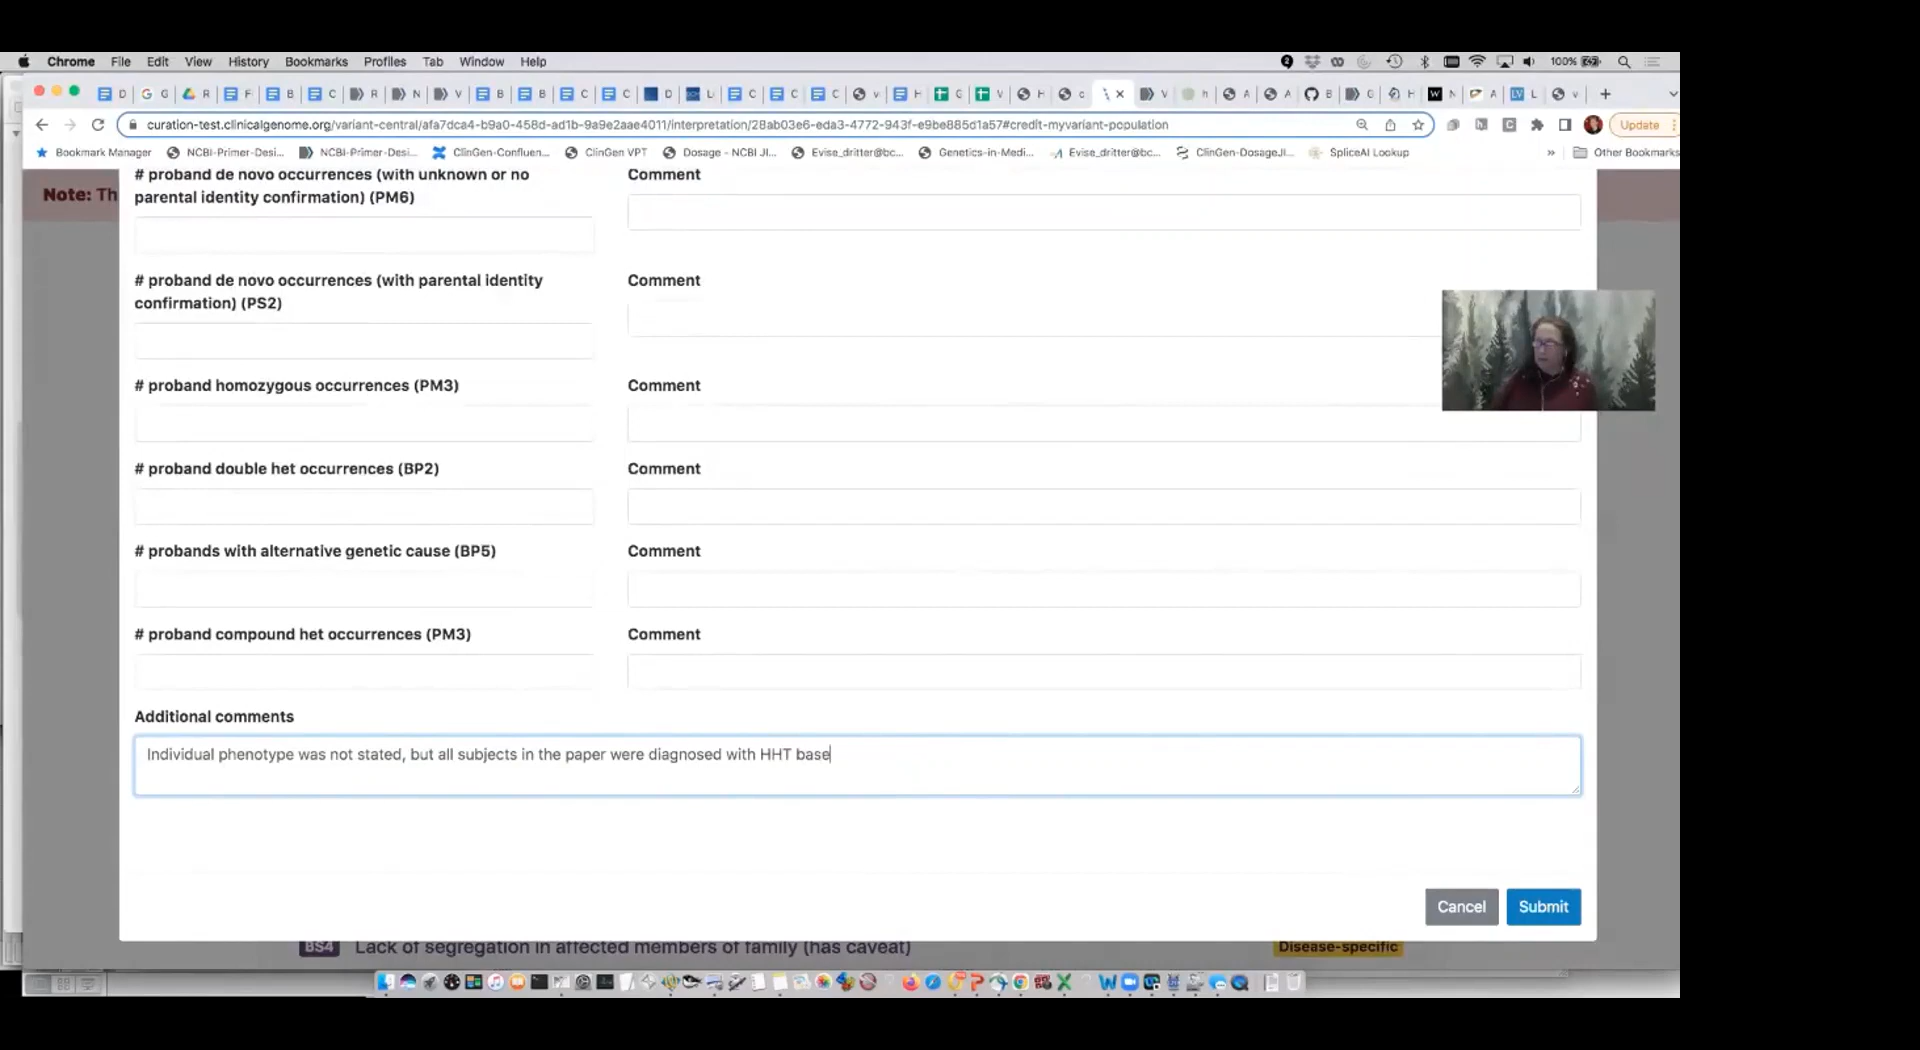 Chrome File Edit View History Bookmarks Profiles Tab Window Help 100%
D G R F B C R N V B B C C D L C C C v H C V H c V h A A B G H W N A L v
curation-test.clinicalgenome.org/variant-central/afa7dca4-b9a0-458d-ad1b-9a9e2aae4011/interpretation/28ab03e6-eda3-4772-943f-e9be885d1a57#credit-myvariant-population Update
Bookmark Manager NCBI-Primer-Desi... NCBI-Primer-Desi... ClinGen-Confluen... ClinGen VPT Dosage - NCBI JI... Evise_dritter@bc... Genetics-in-Medi... Evise_dritter@bc... ClinGen-DosageJI... SpliceAI Lookup » Other Bookmarks
Note: Th
# proband de novo occurrences (with unknown or no
parental identity confirmation) (PM6)
Comment
# proband de novo occurrences (with parental identity
confirmation) (PS2)
Comment
# proband homozygous occurrences (PM3)
Comment
# proband double het occurrences (BP2)
Comment
# probands with alternative genetic cause (BP5)
Comment
# proband compound het occurrences (PM3)
Comment
Additional comments
Individual phenotype was not stated, but all subjects in the paper were diagnosed with HHT base
Cancel Submit
BS4 Lack of segregation in affected members of family (has caveat) Disease-specific